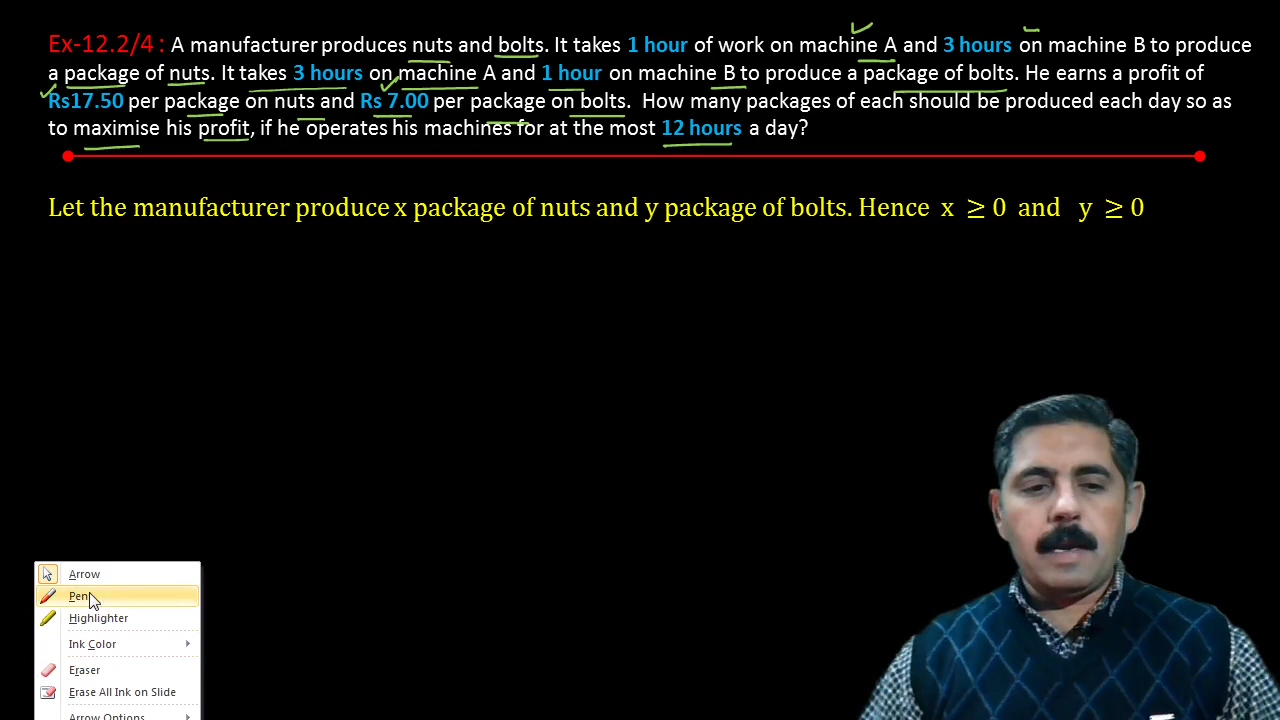 Ex-12.2/4 : A manufacturer produces nuts and bolts. It takes 1 hour of work on machine A and 3 hours on machine B to produce
a package of nuts. It takes 3 hours on machine A and 1 hour on machine B to produce a package of bolts. He earns a profit of
Rs17.50 per package on nuts and Rs 7.00 per package on bolts. How many packages of each should be produced each day so as
to maximise his profit, if he operates his machines for at the most 12 hours a day?
Let the manufacturer produce x package of nuts and y package of bolts. Hence x ≥ 0 and y ≥ 0
Arrow
Pen
Highlighter
Ink Color
Eraser
Erase All Ink on Slide
Arrow Options